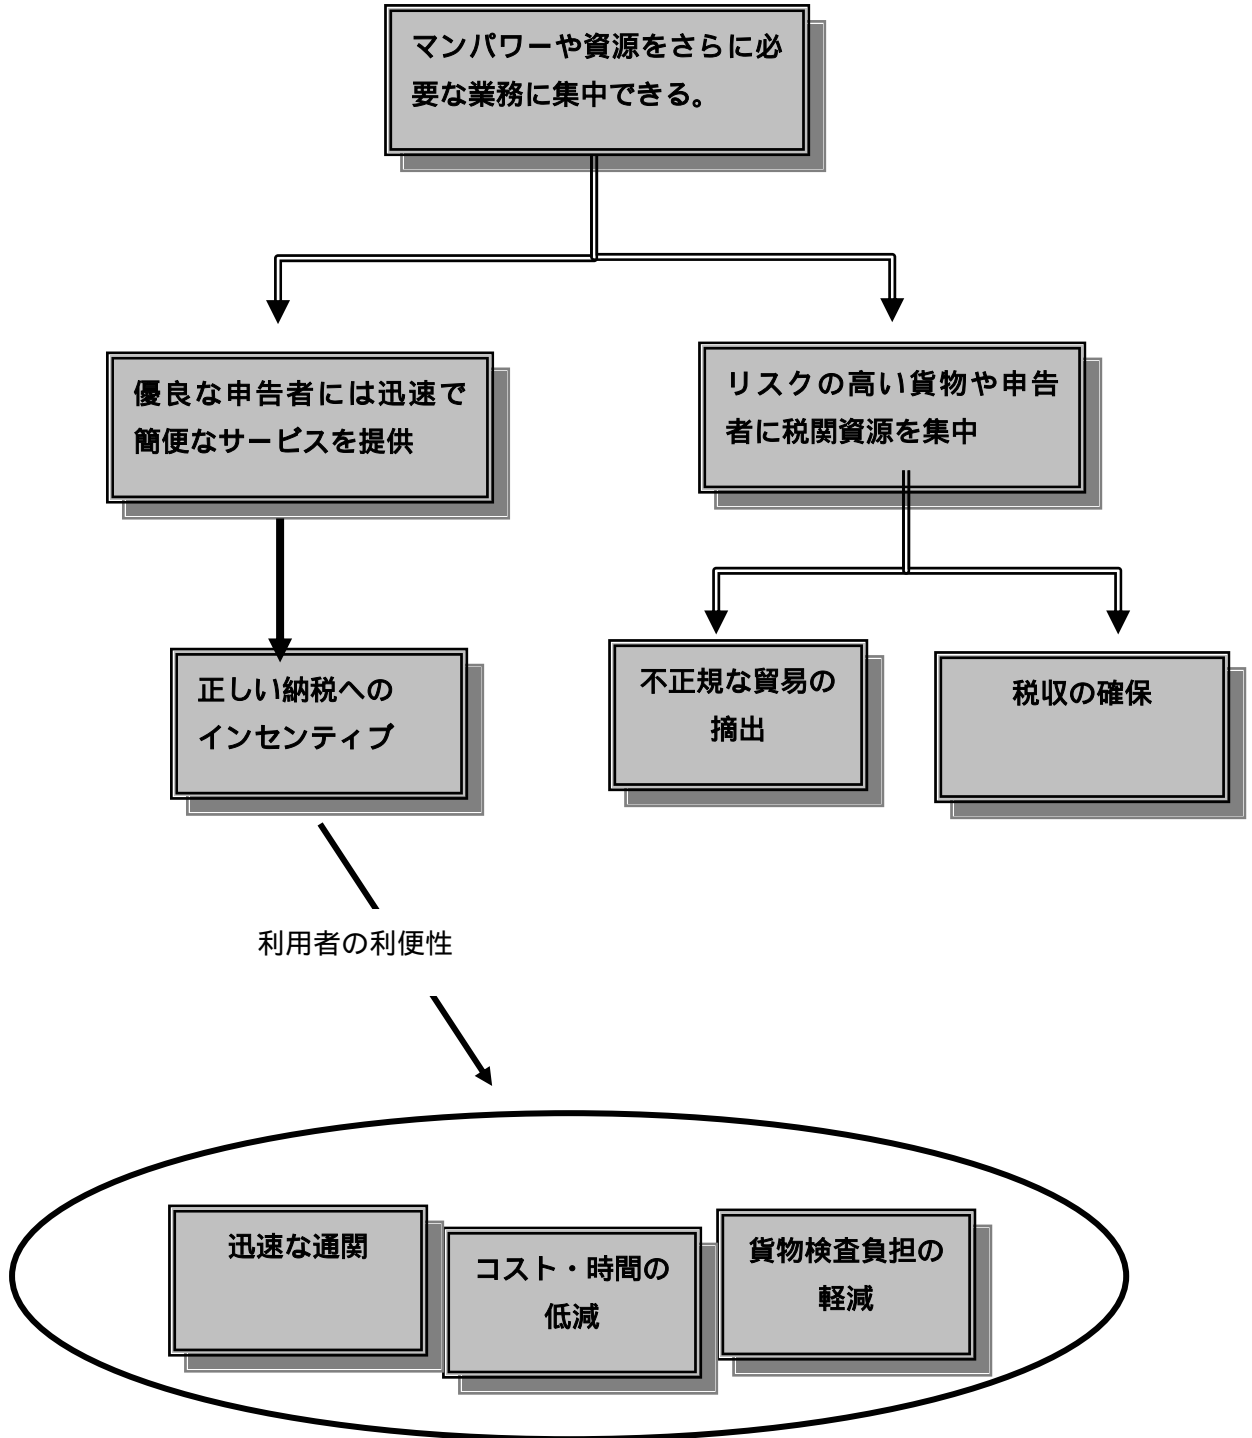 マンパワーや資源をさらに必
要な業務に集中できる。
優良な申告者には迅速で
簡便なサービスを提供
リスクの高い貨物や申告
者に税関資源を集中
正しい納税への
インセンティブ
不正規な貿易の
摘出
税収の確保
利用者の利便性
迅速な通関
コスト・時間の
低減
貨物検査負担の
軽減